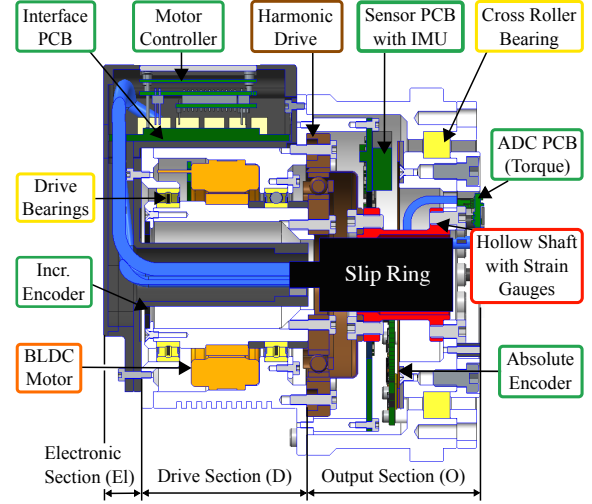 Interface
PCB
Motor
Controller
Harmonic
Drive
Sensor PCB
with IMU
Cross Roller
Bearing
ADC PCB
(Torque)
Drive
Bearings
Hollow Shaft
with Strain
Gauges
Slip Ring
Incr.
Encoder
BLDC
Motor
Absolute
Encoder
Electronic
Section (El)
Drive Section (D)
Output Section (O)